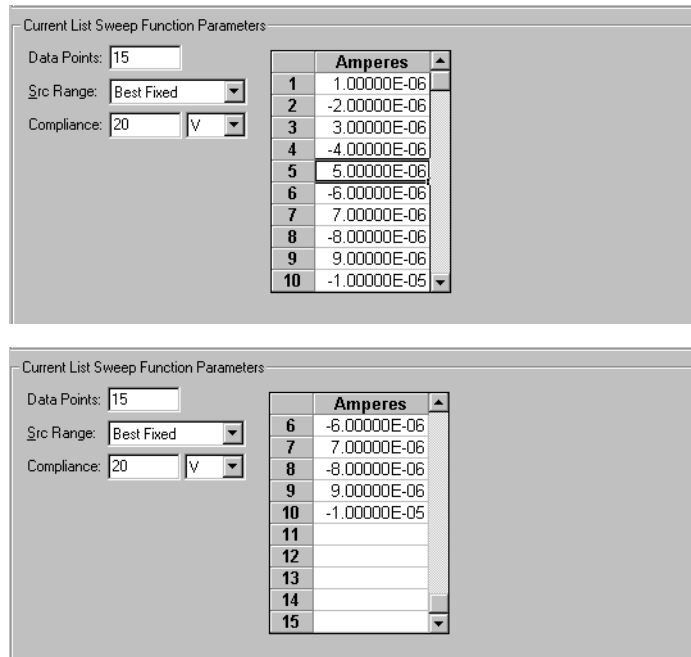 Current List Sweep Function Parameters
Data Points: 15
Src Range: Best Fixed
Compliance: 20 V
Amperes
1 1.00000E-06
2 -2.00000E-06
3 3.00000E-06
4 -4.00000E-06
5 5.00000E-06
6 -6.00000E-06
7 7.00000E-06
8 -8.00000E-06
9 9.00000E-06
10 -1.00000E-05
Current List Sweep Function Parameters
Data Points: 15
Src Range: Best Fixed
Compliance: 20 V
Amperes
6 -6.00000E-06
7 7.00000E-06
8 -8.00000E-06
9 9.00000E-06
10 -1.00000E-05
11
12
13
14
15